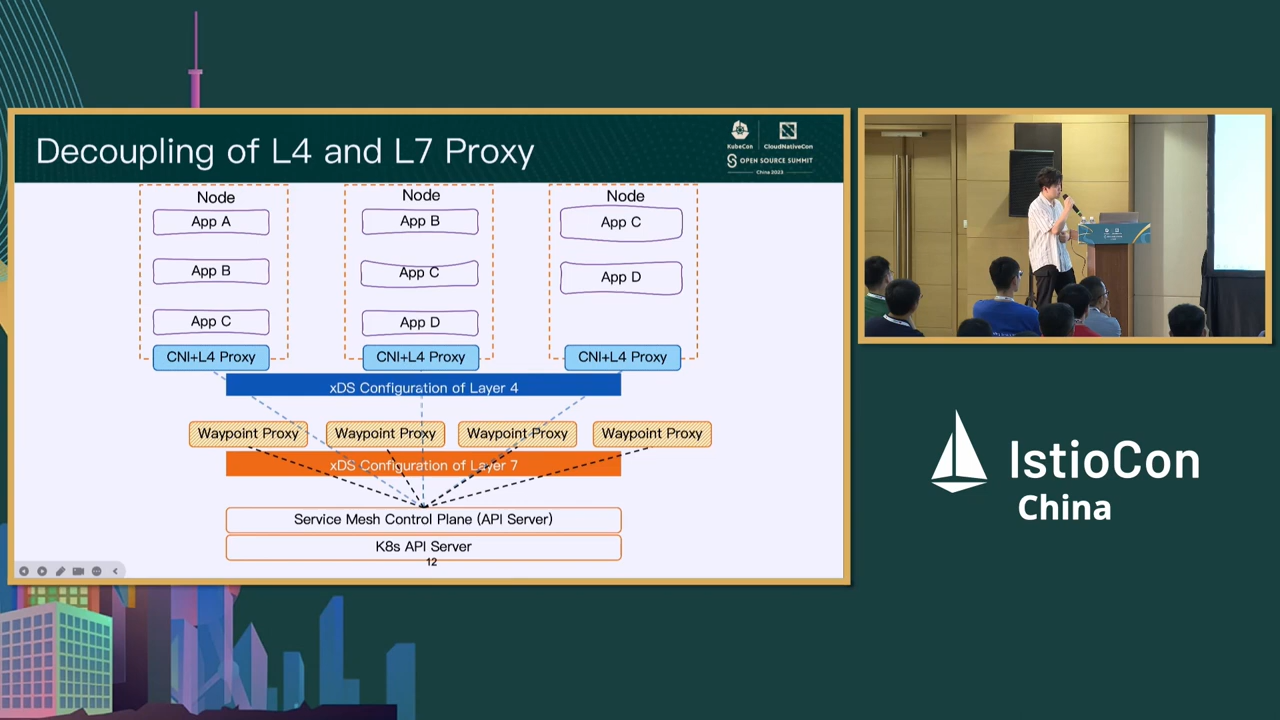 Decoupling of L4 and L7 Proxy
KubeCon
CloudNativeCon
OPEN SOURCE SUMMIT
China 2023
Node
App A
App B
App C
CNI+L4 Proxy
Node
App B
App C
App D
CNI+L4 Proxy
Node
App C
App D
CNI+L4 Proxy
xDS Configuration of Layer 4
Waypoint Proxy
Waypoint Proxy
Waypoint Proxy
Waypoint Proxy
xDS Configuration of Layer 7
Service Mesh Control Plane (API Server)
K8s API Server
12
IstioCon
China